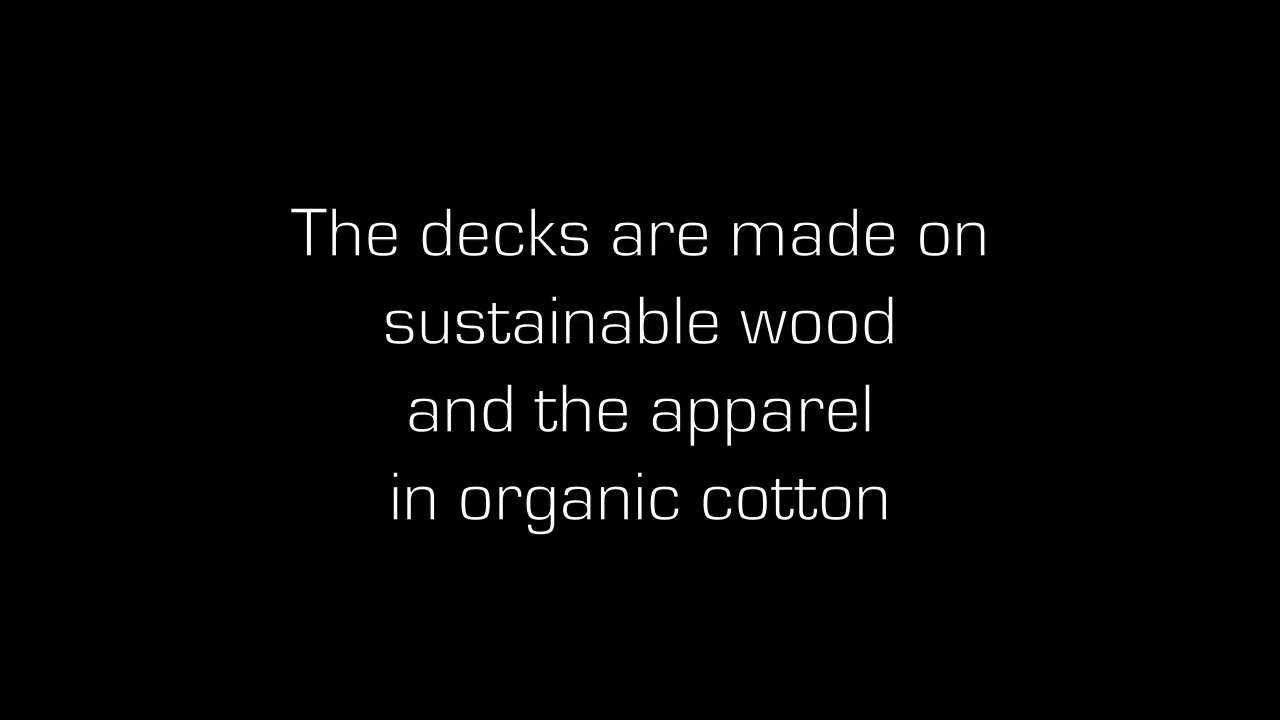 The decks are made on
sustainable wood
and the apparel
in organic cotton